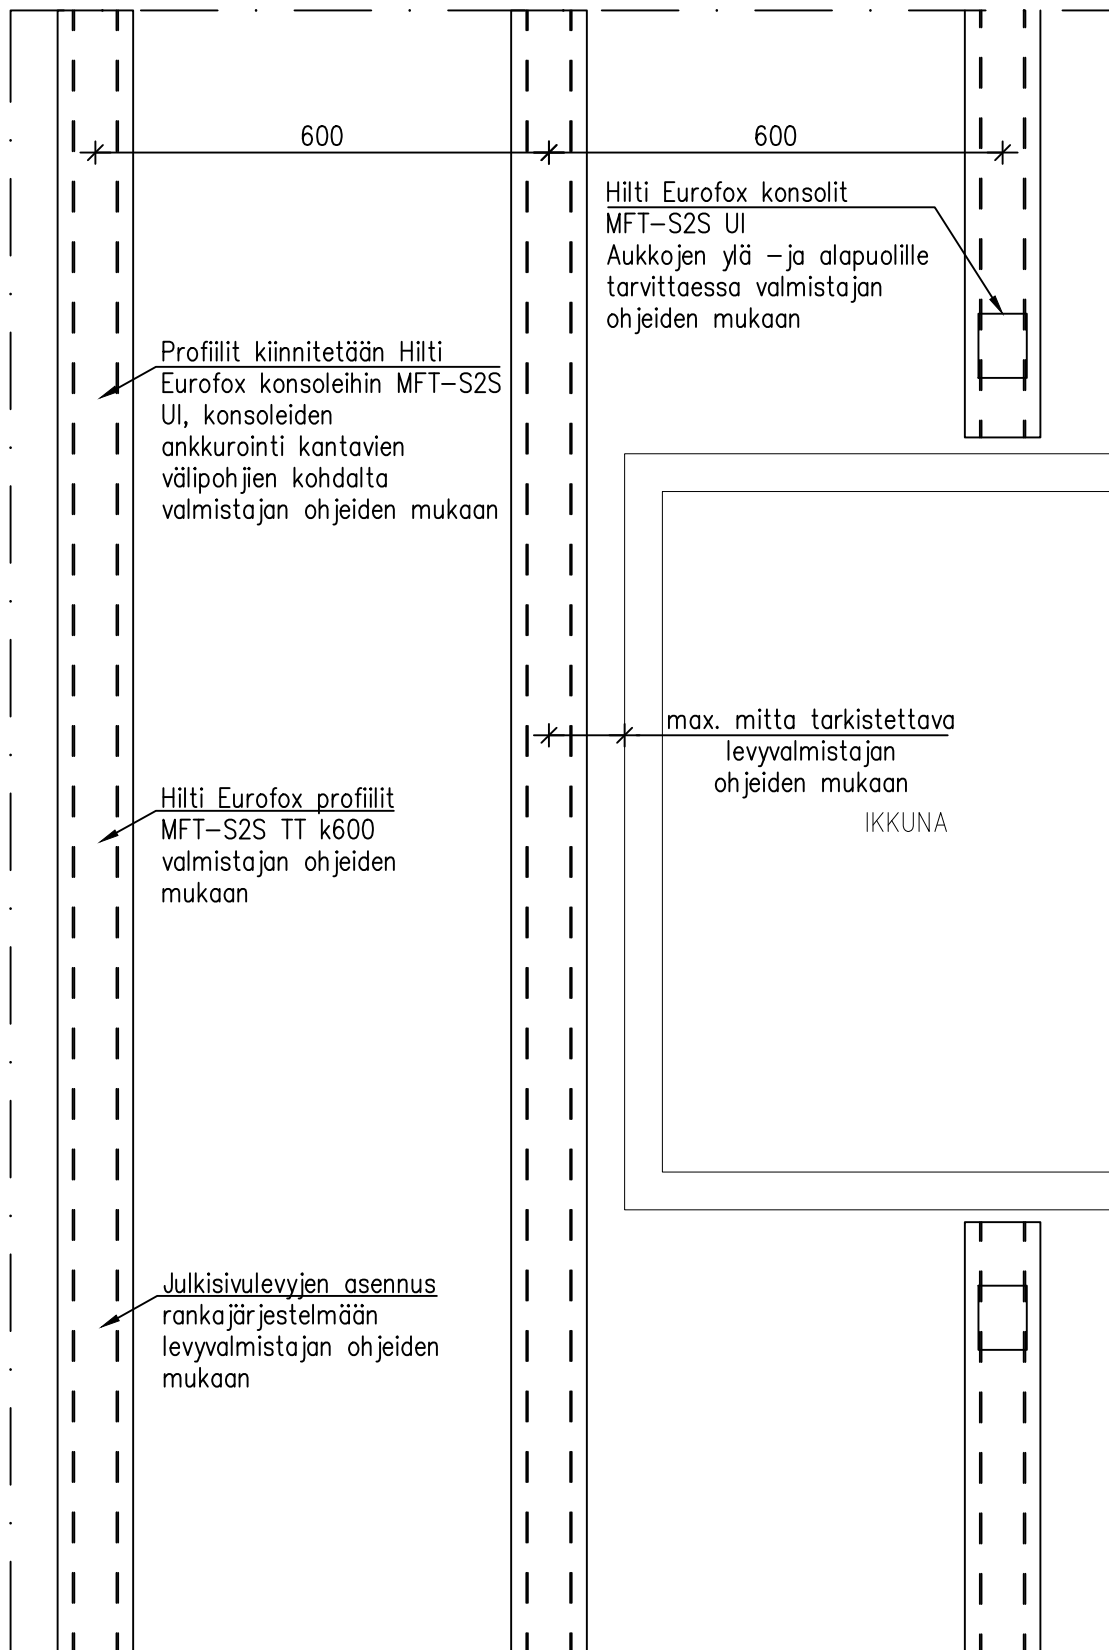 600
600
Hilti Eurofox konsolit
MFT-S2S UI
Aukkojen ylä -ja alapuolille
tarvittaessa valmistajan
ohjeiden mukaan
Profiilit kiinnitetään Hilti
Eurofox konsoleihin MFT-S2S
UI, konsoleiden
ankkurointi kantavien
välipohjien kohdalta
valmistajan ohjeiden mukaan
max. mitta tarkistettava
levyvalmistajan
ohjeiden mukaan
IKKUNA
Hilti Eurofox profiilit
MFT-S2S TT k600
valmistajan ohjeiden
mukaan
Julkisivulevyjen asennus
rankajärjestelmään
levyvalmistajan ohjeiden
mukaan